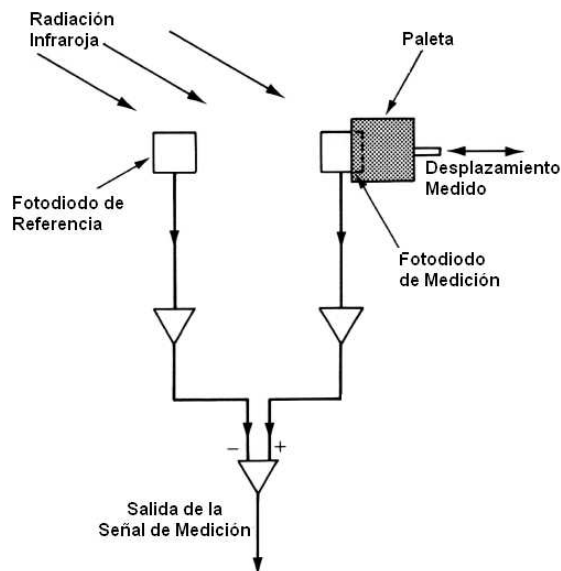 Radiación
Infraroja
Paleta
Desplazamiento
Medido
Fotodiodo de
Referencia
Fotodiodo
de Medición
− +
Salida de la
Señal de Medición